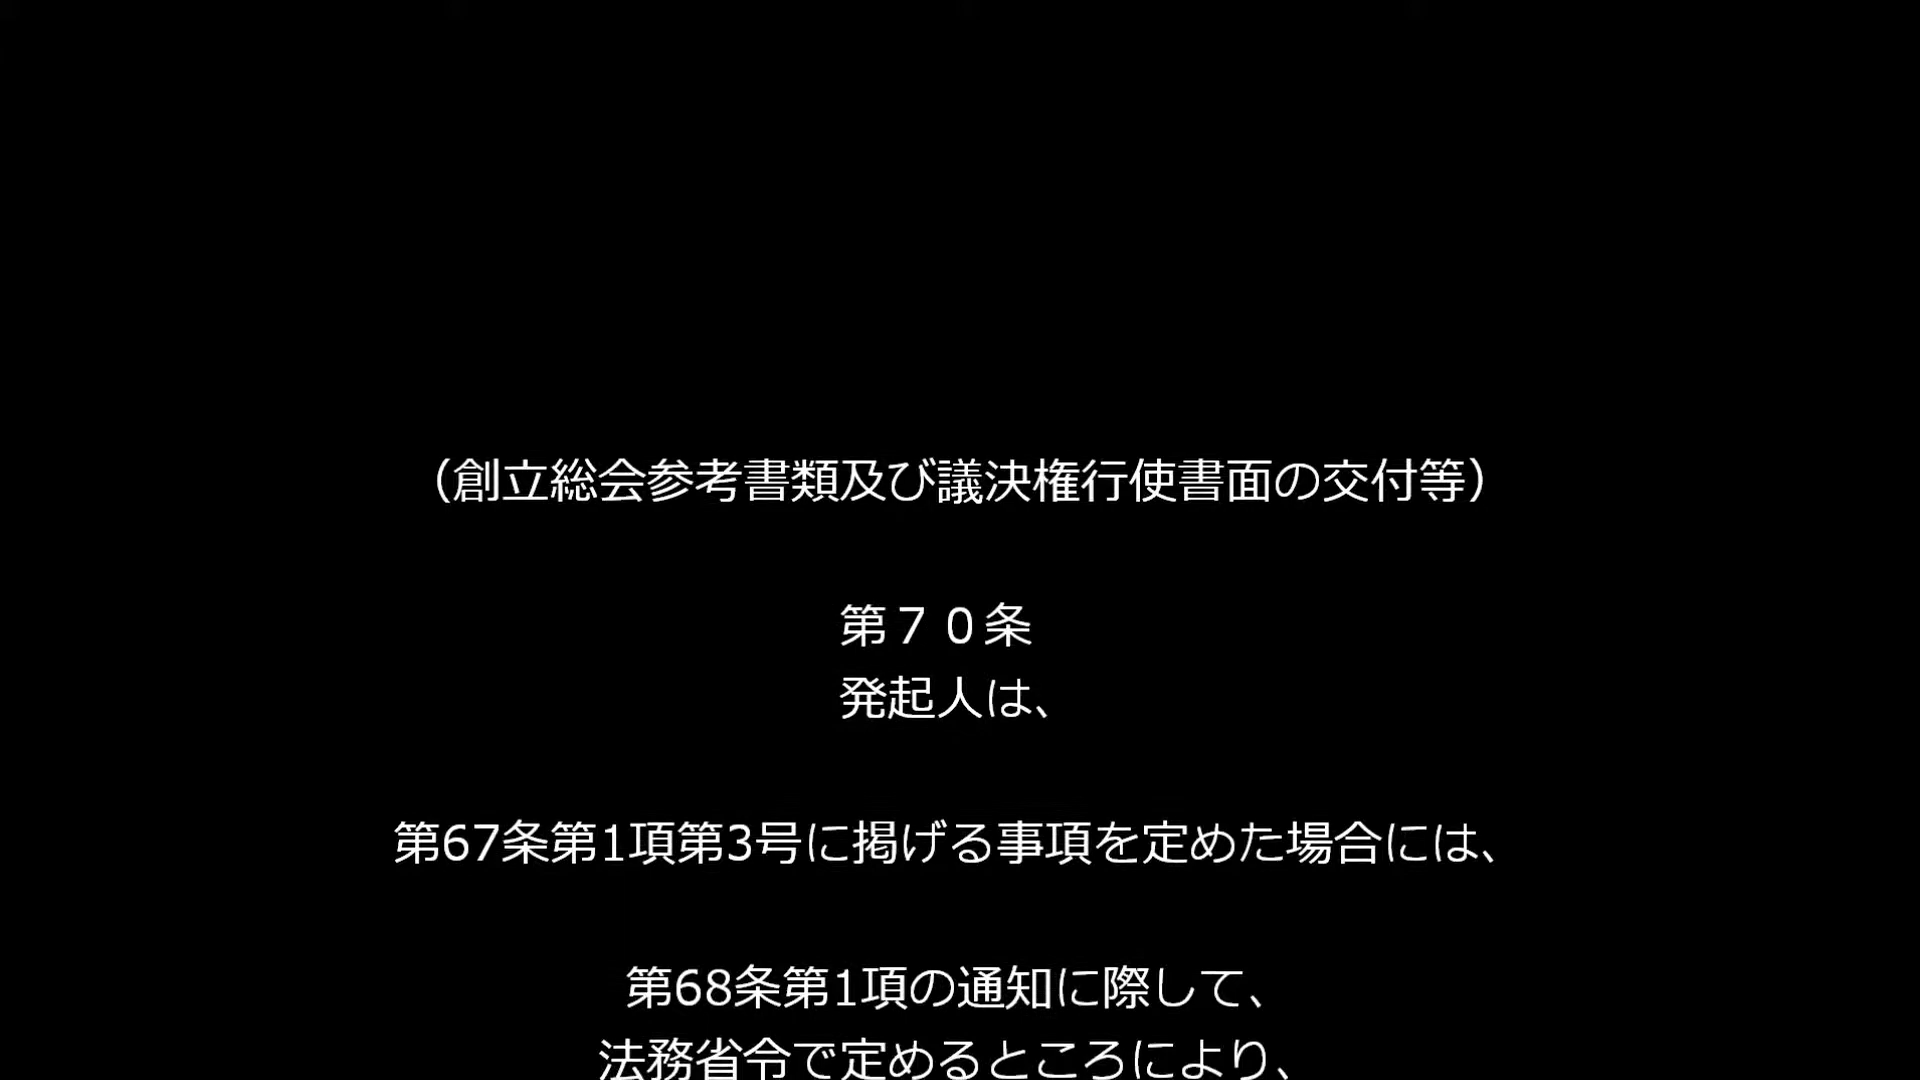 （創立総会参考書類及び議決権行使書面の交付等）
第７０条
発起人は、
第67条第1項第3号に掲げる事項を定めた場合には、
第68条第1項の通知に際して、
法務省令で定めるところにより、